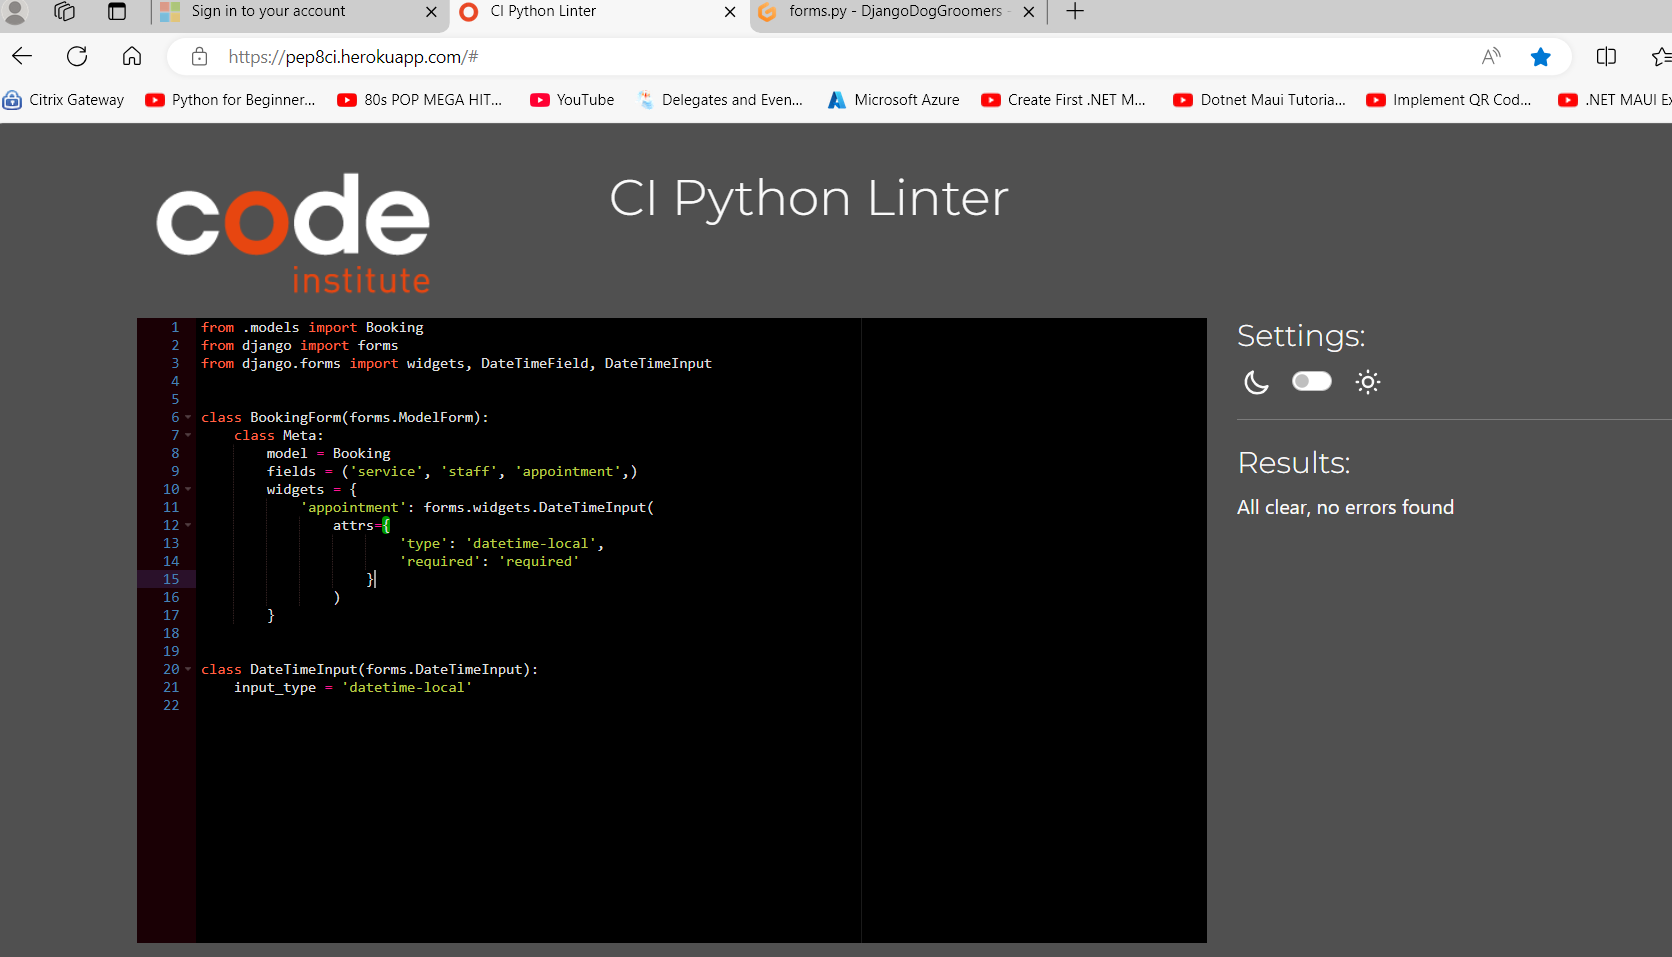 Sign in to your account
CI Python Linter
forms.py - DjangoDogGroomers -
https://pep8ci.herokuapp.com/#
Citrix Gateway
Python for Beginner...
80s POP MEGA HIT...
YouTube
Delegates and Even...
Microsoft Azure
Create First .NET M...
Dotnet Maui Tutoria...
Implement QR Cod...
.NET MAUI Ex
code
institute
CI Python Linter
1 from .models import Booking
2 from django import forms
3 from django.forms import widgets, DateTimeField, DateTimeInput
4
5
6 class BookingForm(forms.ModelForm):
7     class Meta:
8         model = Booking
9         fields = ('service', 'staff', 'appointment',)
10         widgets = {
11             'appointment': forms.widgets.DateTimeInput(
12                 attrs={
13                         'type': 'datetime-local',
14                         'required': 'required'
15                     }
16                 )
17         }
18
19
20 class DateTimeInput(forms.DateTimeInput):
21     input_type = 'datetime-local'
22
Settings:
Results:
All clear, no errors found